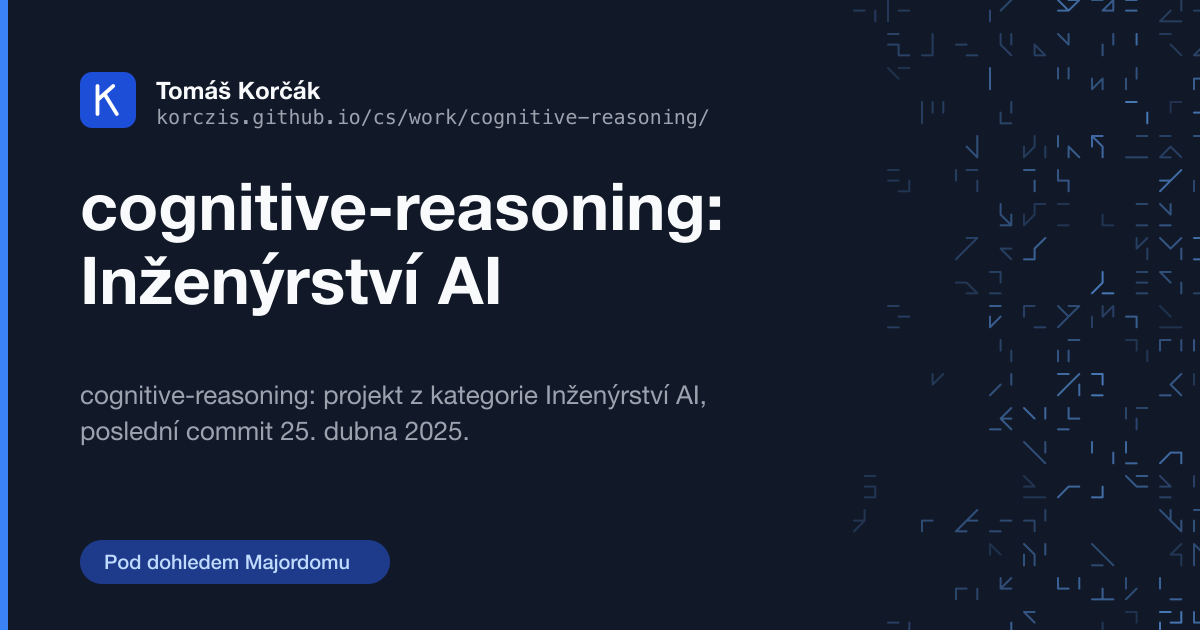 K
Tomáš Korčák
korczis.github.io/cs/work/cognitive-reasoning/
cognitive-reasoning:
Inženýrství AI
cognitive-reasoning: projekt z kategorie Inženýrství AI,
poslední commit 25. dubna 2025.
Pod dohledem Majordomu